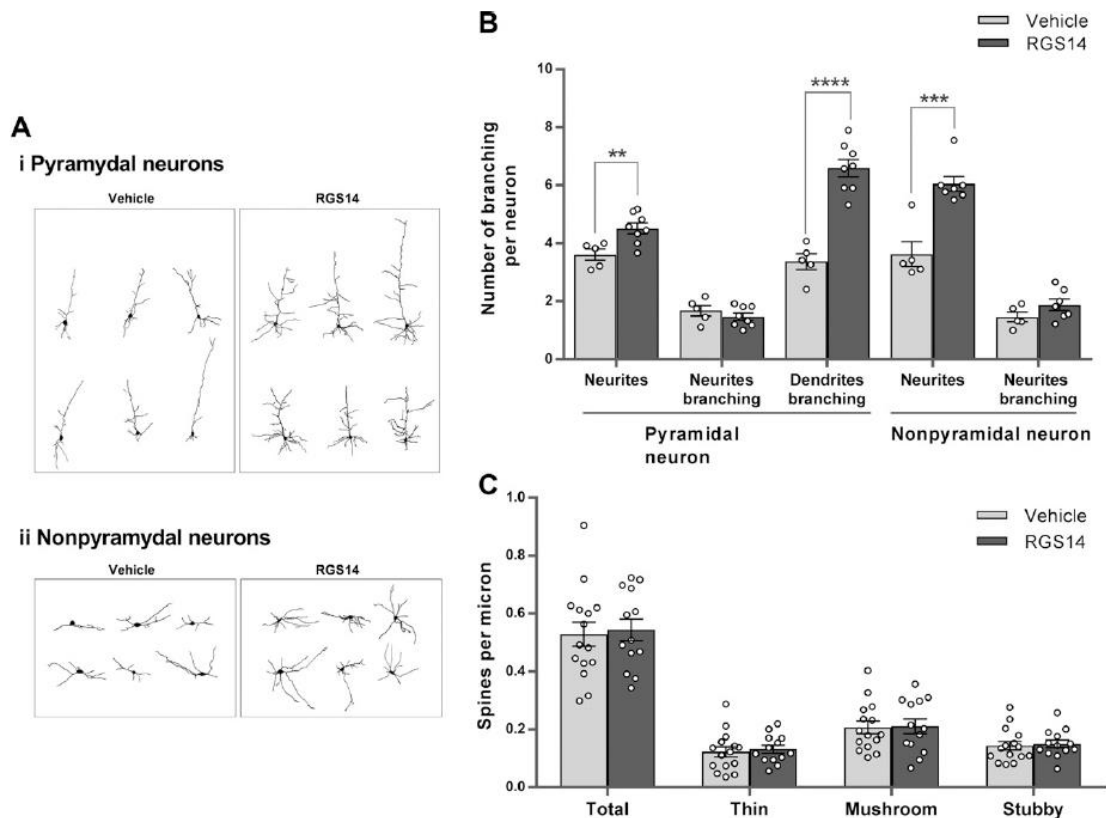 A
i Pyramydal neurons
Vehicle
RGS14
ii Nonpyramydal neurons
Vehicle
RGS14
B
Vehicle
RGS14
Number of branching
per neuron
10
8
6
4
2
0
**
****
***
Neurites
Neurites
branching
Dendrites
branching
Neurites
Neurites
branching
Pyramidal
neuron
Nonpyramidal neuron
C
Vehicle
RGS14
Spines per micron
1.0
0.8
0.6
0.4
0.2
0.0
Total
Thin
Mushroom
Stubby